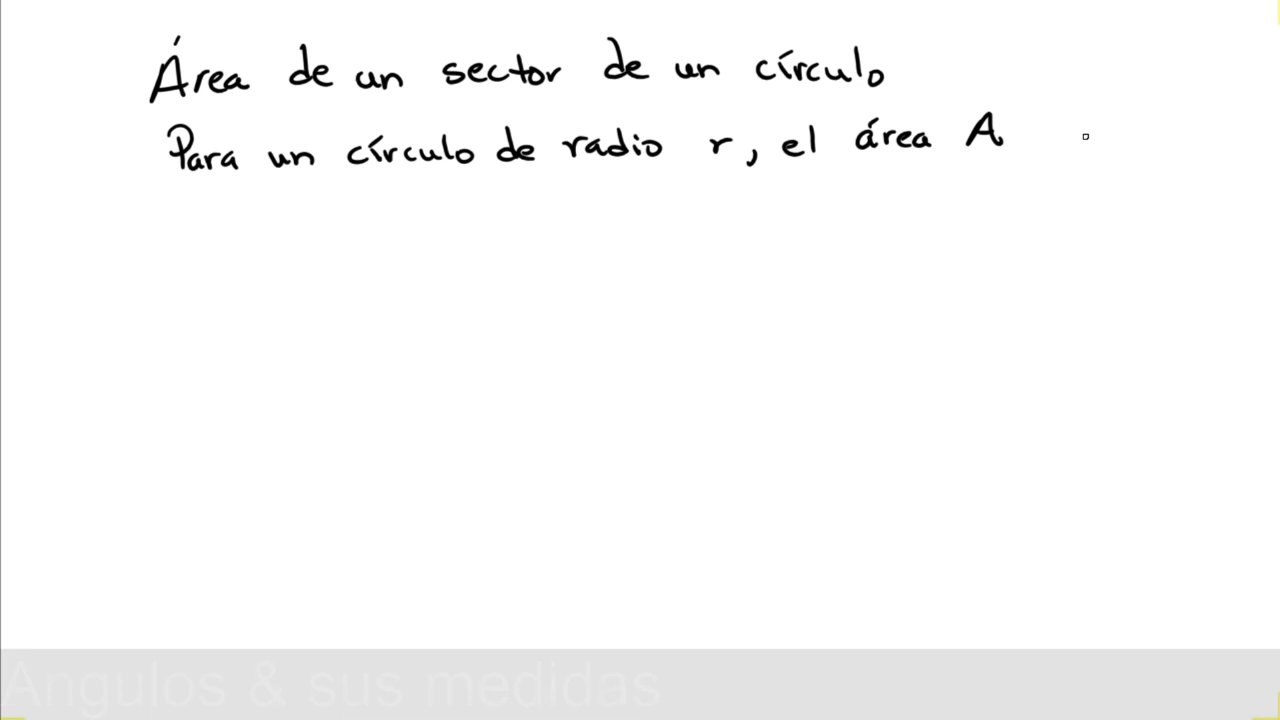 Área de un sector de un círculo
Para un círculo de radio r, el área A
Angulos & sus medidas